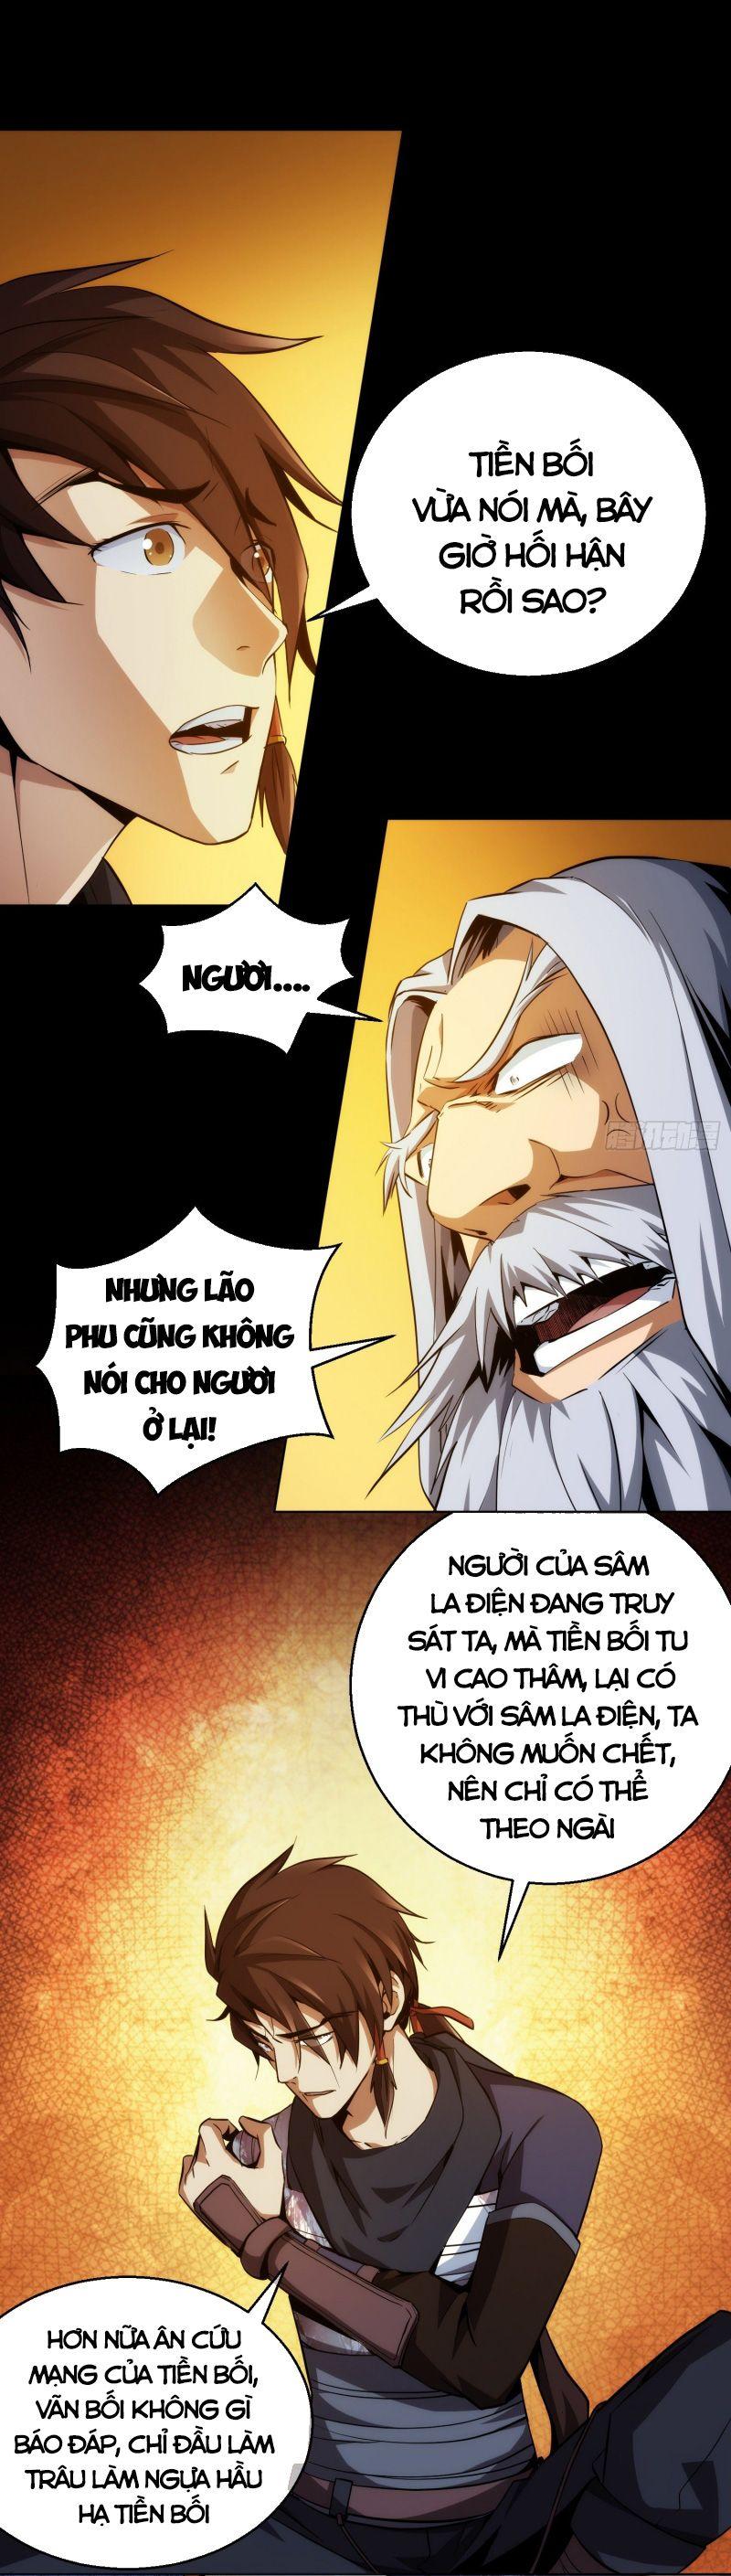 TIỀN BỐI
VỪA NÓI MÀ, BÂY
GIỜ HỐI HẬN
RỒI SAO?
NGƯƠI....
腾讯动漫
NHƯNG LÃO
PHU CŨNG KHÔNG
NÓI CHO NGƯƠI
Ở LẠI!
NGƯỜI CỦA SÂM
LA ĐIỆN ĐANG TRUY
SÁT TA, MÀ TIỀN BỐI TU
VI CAO THÂM, LẠI CÓ
THÙ VỚI SÂM LA ĐIỆN, TA
KHÔNG MUỐN CHẾT,
NÊN CHỈ CÓ THỂ
THEO NGÀI
HƠN NỮA ÂN CỨU
MẠNG CỦA TIỀN BỐI,
VÃN BỐI KHÔNG GÌ
BÁO ĐÁP, CHỈ ĐẦU LÀM
TRÂU LÀM NGỰA HẦU
HẠ TIỀN BỐI